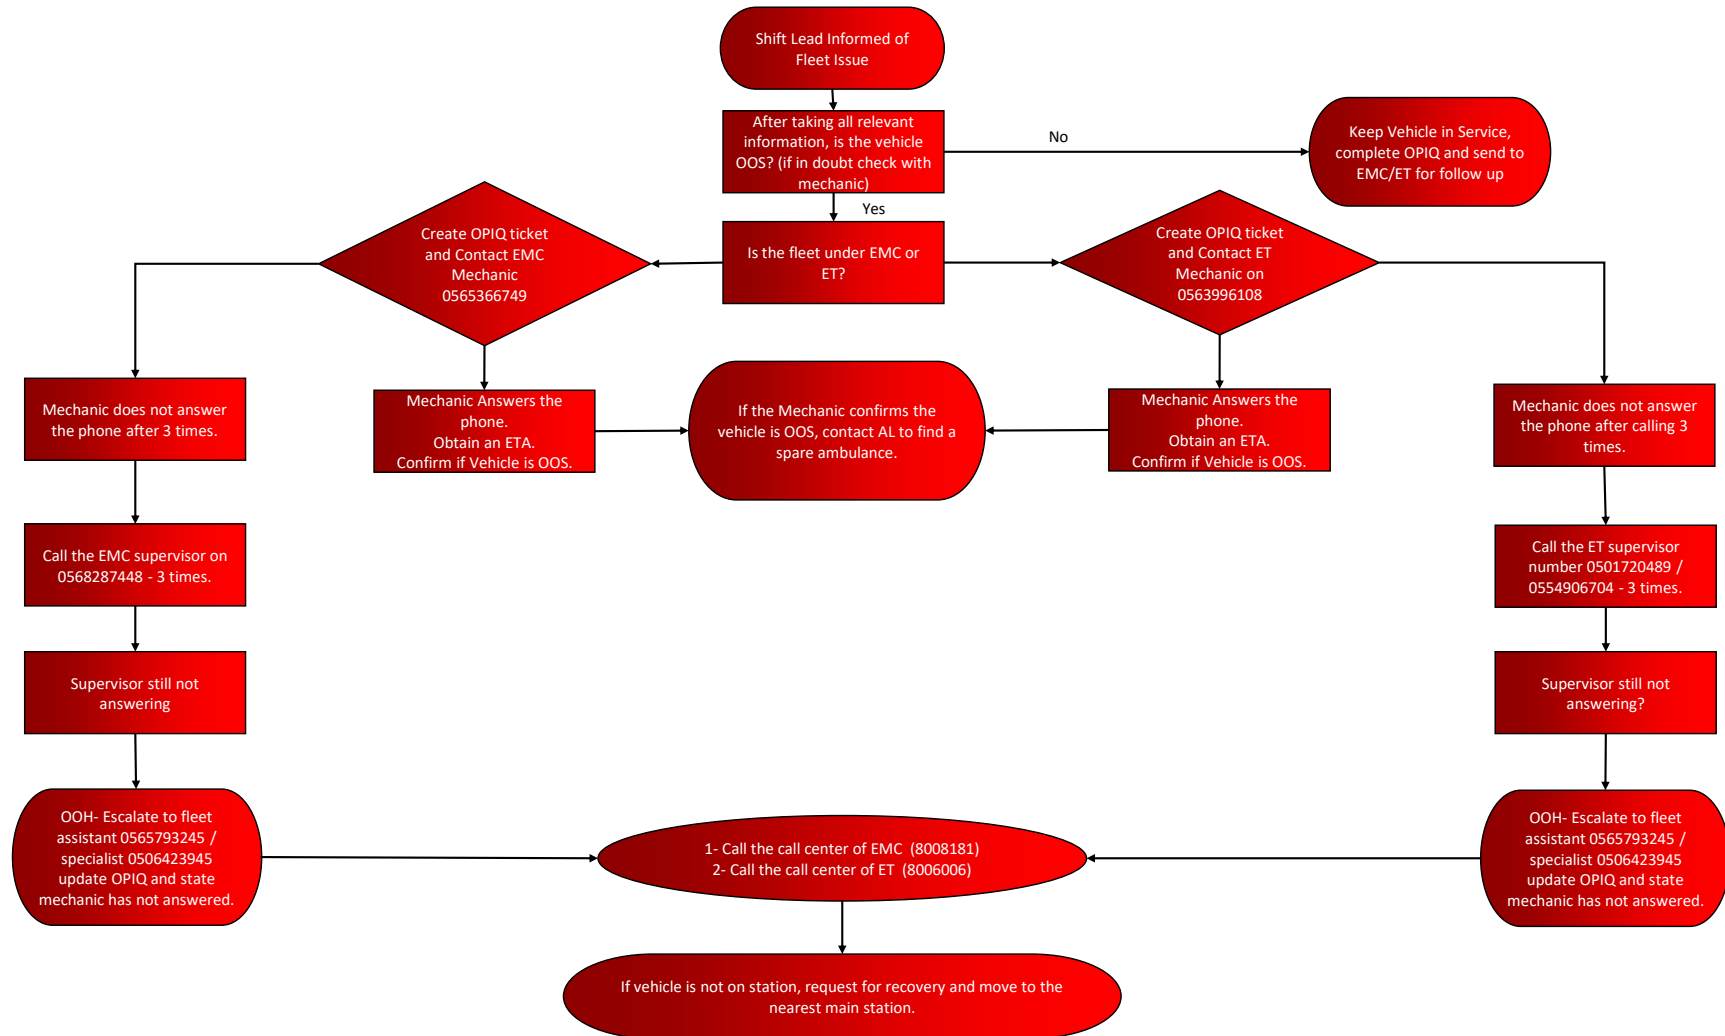 Shift Lead Informed of
Fleet Issue
After taking all relevant
information, is the vehicle
OOS? (if in doubt check with
mechanic)
No
Keep Vehicle in Service,
complete OPIQ and send to
EMC/ET for follow up
Yes
Create OPIQ ticket
and Contact EMC
Mechanic
0565366749
Is the fleet under EMC or
ET?
Create OPIQ ticket
and Contact ET
Mechanic on
0563996108
Mechanic does not answer
the phone after 3 times.
Mechanic Answers the
phone.
Obtain an ETA.
Confirm if Vehicle is OOS.
If the Mechanic confirms the
vehicle is OOS, contact AL to find a
spare ambulance.
Mechanic Answers the
phone.
Obtain an ETA.
Confirm if Vehicle is OOS.
Mechanic does not answer
the phone after calling 3
times.
Call the EMC supervisor on
0568287448 - 3 times.
Call the ET supervisor
number 0501720489 /
0554906704 - 3 times.
Supervisor still not
answering
Supervisor still not
answering?
OOH- Escalate to fleet
assistant 0565793245 /
specialist 0506423945
update OPIQ and state
mechanic has not answered.
1- Call the call center of EMC (8008181)
2- Call the call center of ET (8006006)
OOH- Escalate to fleet
assistant 0565793245 /
specialist 0506423945
update OPIQ and state
mechanic has not answered.
If vehicle is not on station, request for recovery and move to the
nearest main station.